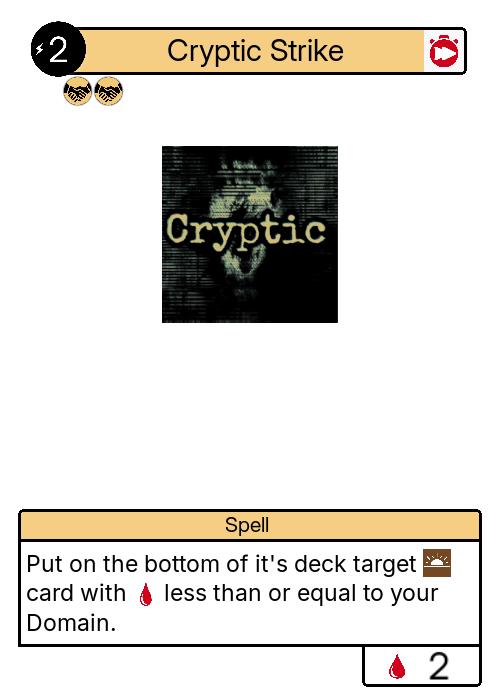 2 Cryptic Strike
Cryptic
Spell
Put on the bottom of it's deck target
card with less than or equal to your
Domain.
2